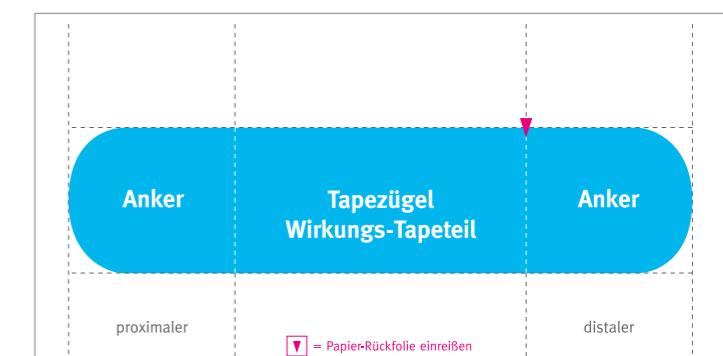 Anker
Tapezügel
Wirkungs-Tapeteil
Anker
proximaler
distaler
= Papier-Rückfolie einreißen